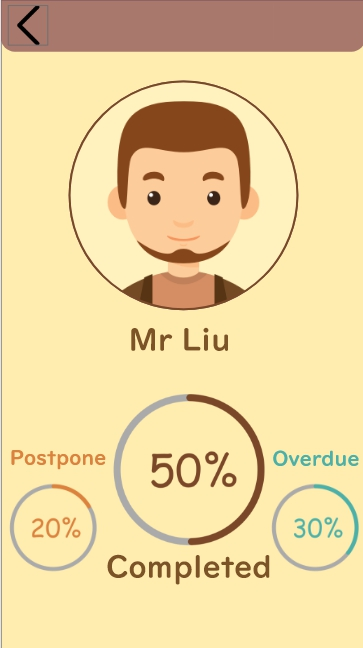 Mr Liu
Postpone
20%
50%
Completed
Overdue
30%